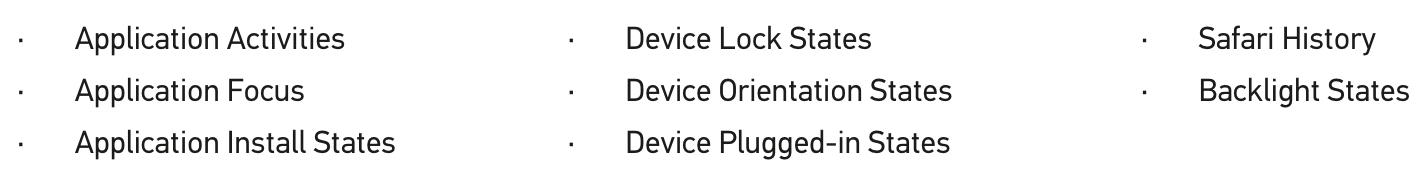 · Application Activities
· Application Focus
· Application Install States
· Device Lock States
· Device Orientation States
· Device Plugged-in States
· Safari History
· Backlight States